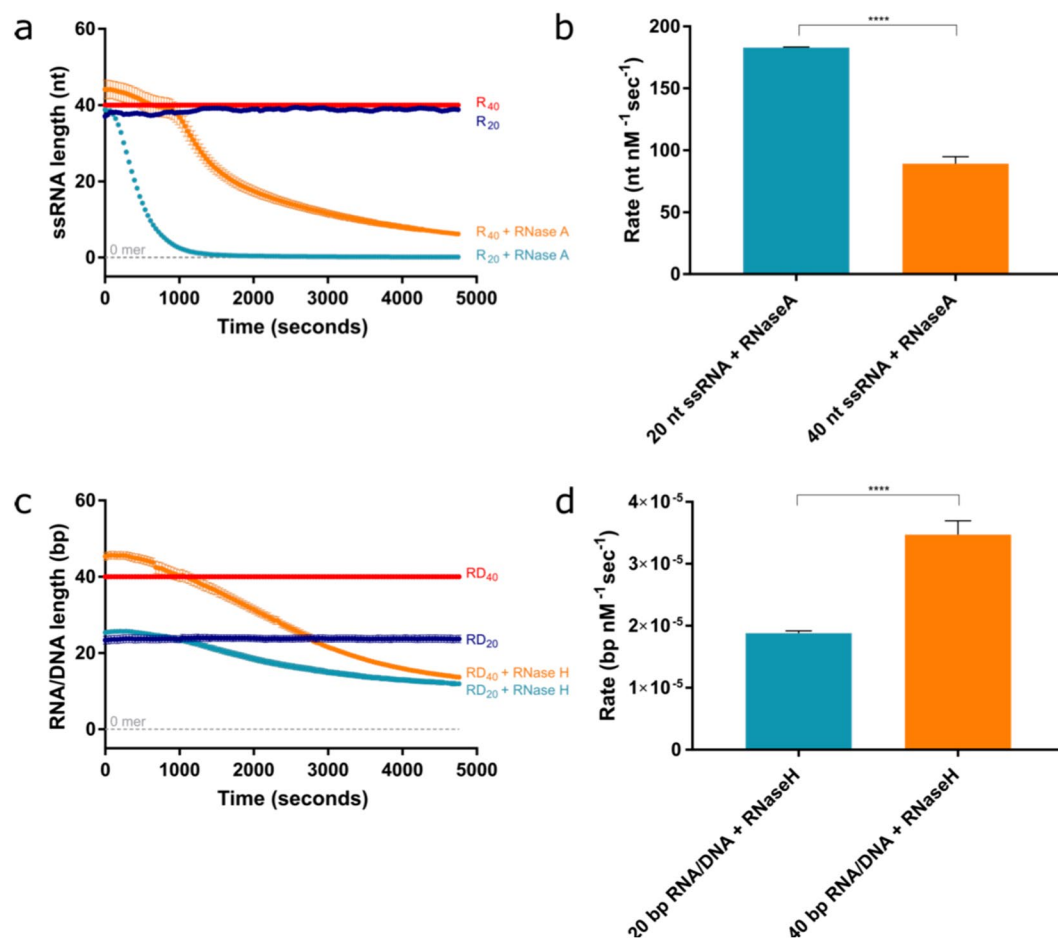 a
ssRNA length (nt)
60
40
20
0
0 mer
R40
R20
R40 + RNase A
R20 + RNase A
0 1000 2000 3000 4000 5000
Time (seconds)
b
****
Rate (nt nM -1 sec-1)
200
150
100
50
0
20 nt ssRNA + RNaseA
40 nt ssRNA + RNaseA
c
RNA/DNA length (bp)
60
40
20
0
0 mer
RD40
RD20
RD40 + RNase H
RD20 + RNase H
0 1000 2000 3000 4000 5000
Time (seconds)
d
****
Rate (bp nM -1 sec-1)
4×10-5
3×10-5
2×10-5
1×10-5
0
20 bp RNA/DNA + RNaseH
40 bp RNA/DNA + RNaseH